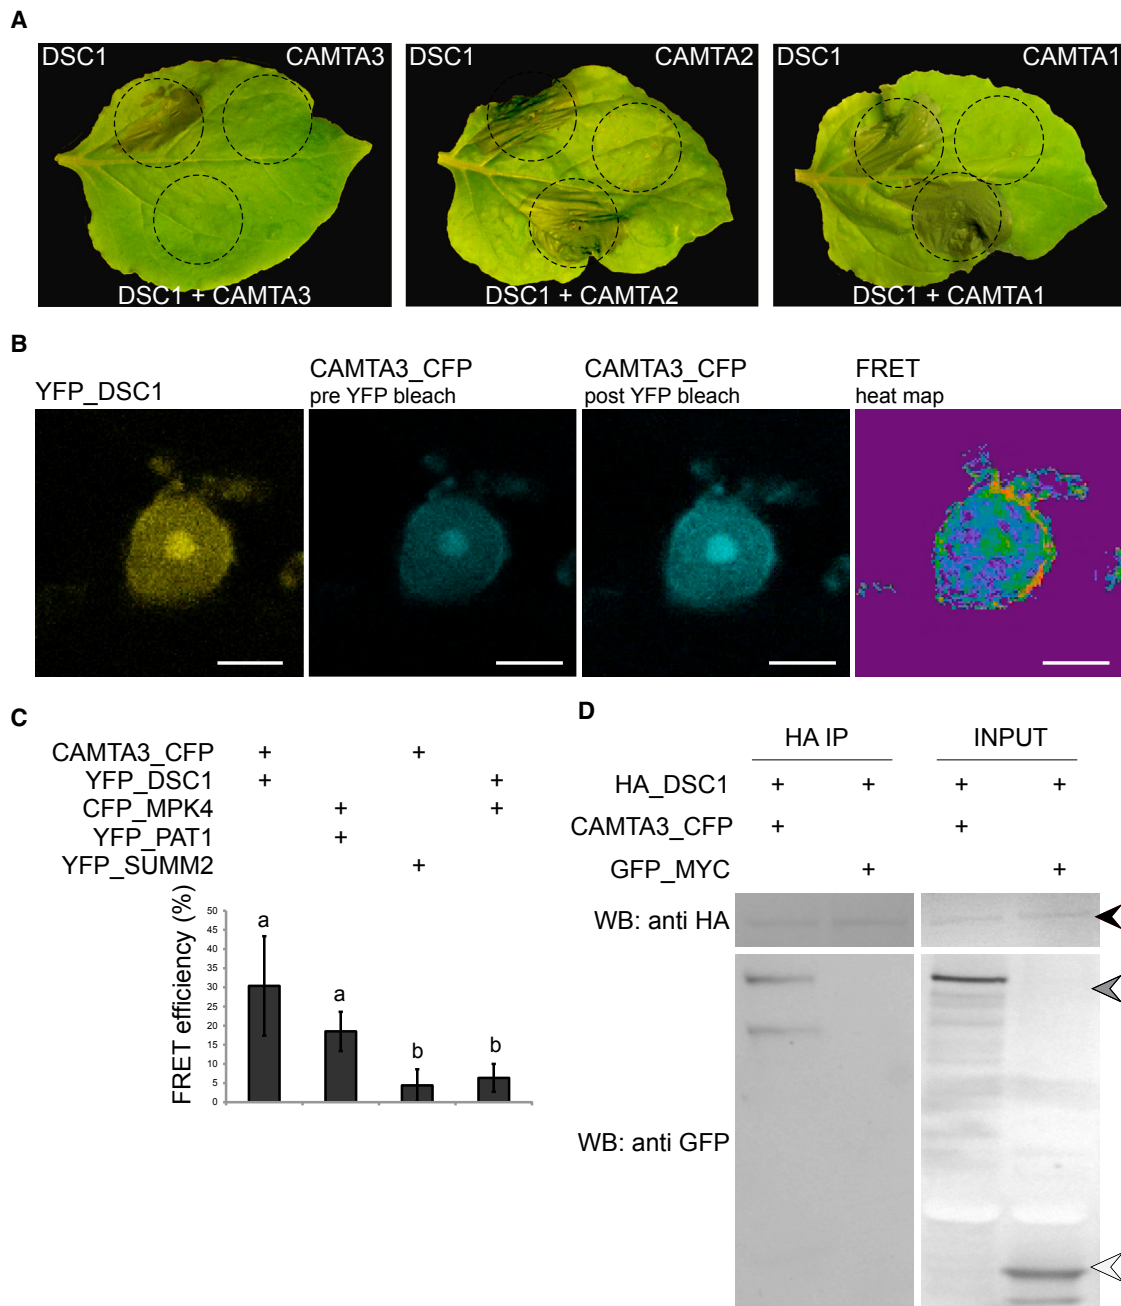 A
DSC1 CAMTA3
DSC1 + CAMTA3
DSC1 CAMTA2
DSC1 + CAMTA2
DSC1 CAMTA1
DSC1 + CAMTA1
B
YFP_DSC1
CAMTA3_CFP
pre YFP bleach
CAMTA3_CFP
post YFP bleach
FRET
heat map
C
CAMTA3_CFP + +
YFP_DSC1 + +
CFP_MPK4 + +
YFP_PAT1 +
YFP_SUMM2 +
FRET efficiency (%)
50
45
40
35
30
25
20
15
10
5
0
a
a
b
b
D
HA IP INPUT
HA_DSC1 + + + +
CAMTA3_CFP + +
GFP_MYC + +
WB: anti HA
WB: anti GFP